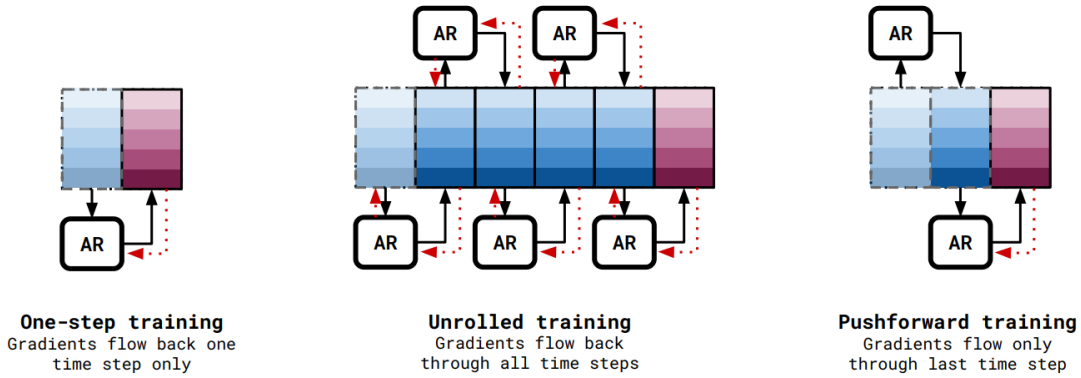 AR
AR
AR
AR
AR
AR
AR
AR
One-step training
Gradients flow back one
time step only
Unrolled training
Gradients flow back
through all time steps
Pushforward training
Gradients flow only
through last time step